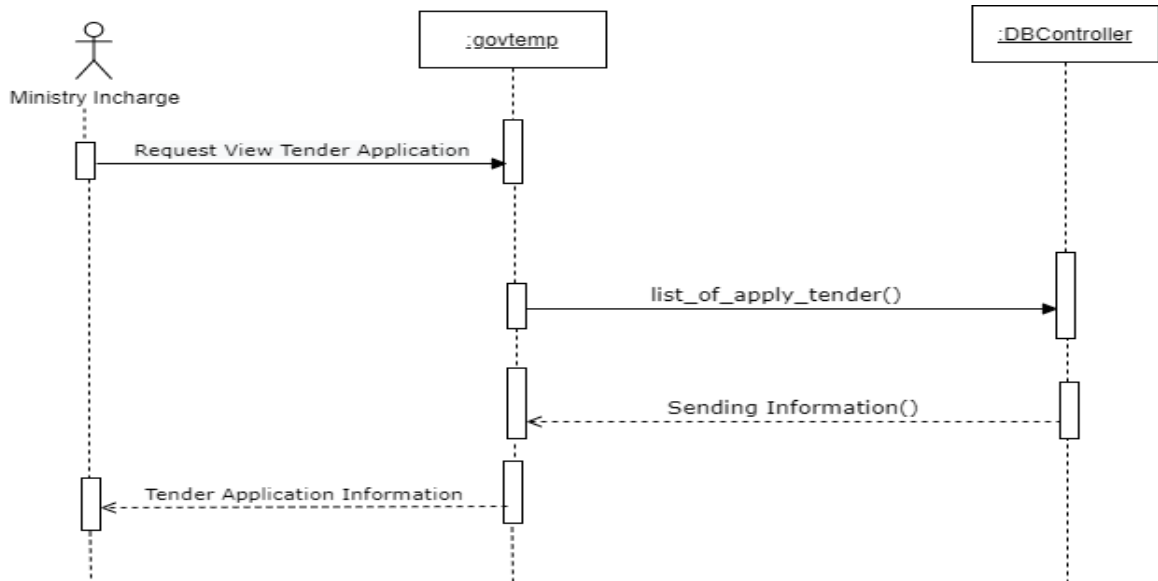 :govtemp
:DBController
Ministry Incharge
Request View Tender Application
list_of_apply_tender()
Sending Information()
Tender Application Information